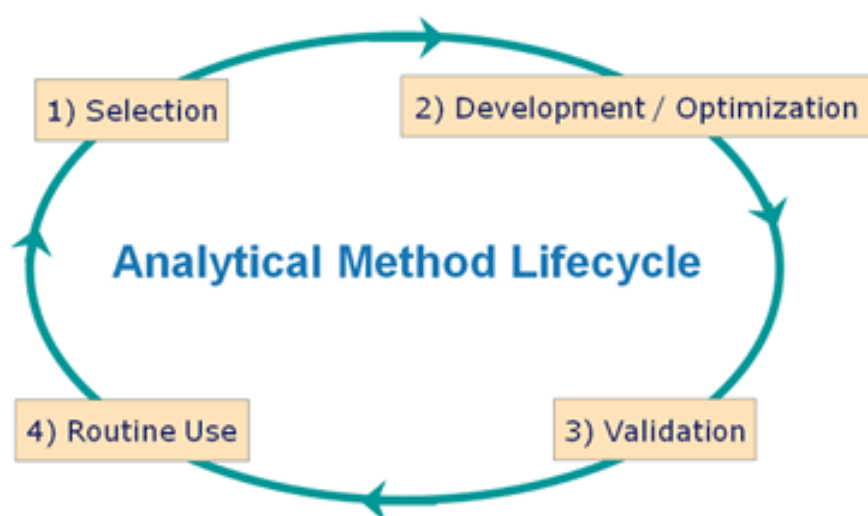 1) Selection
2) Development / Optimization
Analytical Method Lifecycle
4) Routine Use
3) Validation